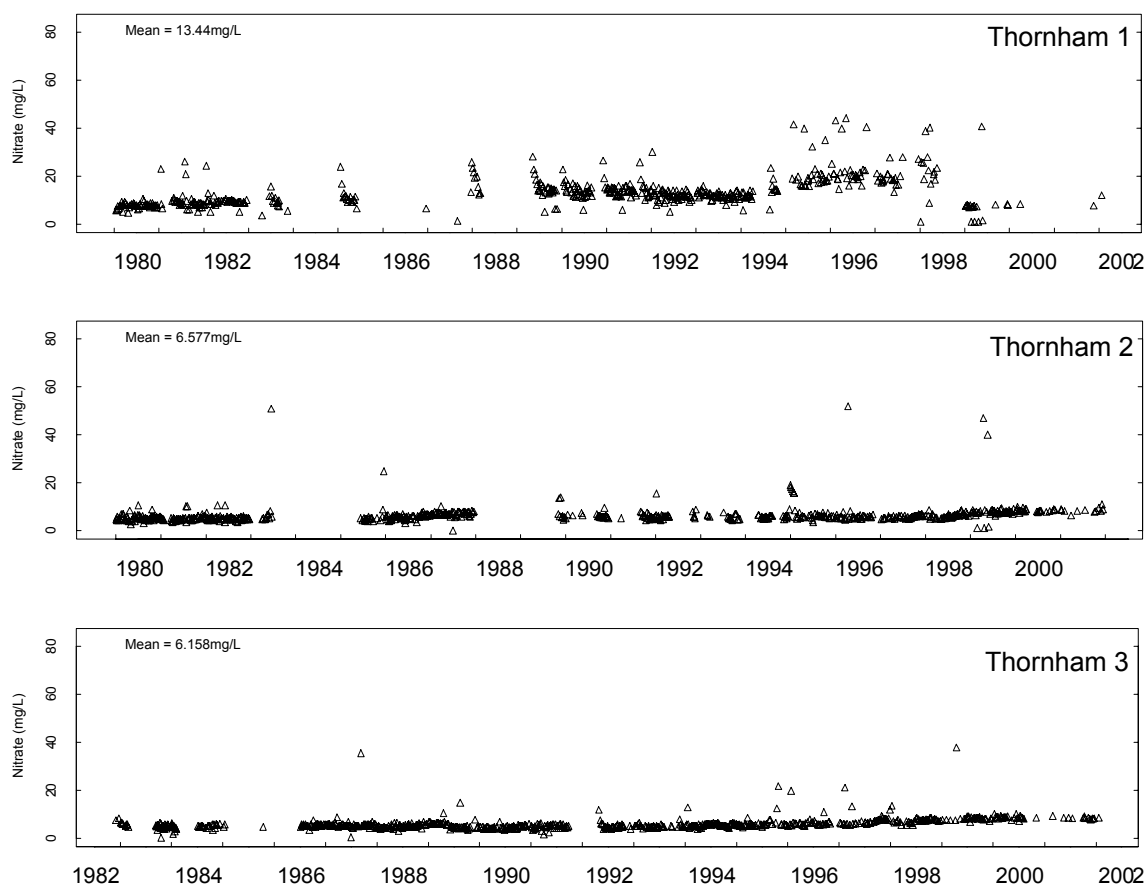 Mean = 13.44mg/L
Thornham 1
Nitrate (mg/L)
80
60
40
20
0
1980 1982 1984 1986 1988 1990 1992 1994 1996 1998 2000 2002
Mean = 6.577mg/L
Thornham 2
Nitrate (mg/L)
80
60
40
20
0
1980 1982 1984 1986 1988 1990 1992 1994 1996 1998 2000
Mean = 6.158mg/L
Thornham 3
Nitrate (mg/L)
80
60
40
20
0
1982 1984 1986 1988 1990 1992 1994 1996 1998 2000 2002